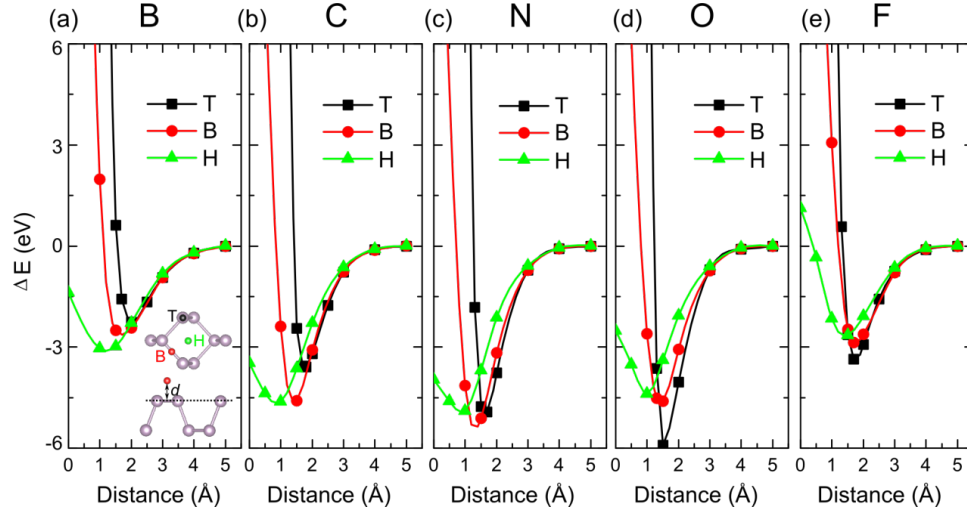 (a) B (b) C (c) N (d) O (e) F
6
3
0
-3
-6
ΔE (eV)
T
B
H
T
B
H
T
B
H
T
B
H
T
B
H
T
H
B
d
0 1 2 3 4 5 0 1 2 3 4 5 0 1 2 3 4 5 0 1 2 3 4 5 0 1 2 3 4 5
Distance (Å) Distance (Å) Distance (Å) Distance (Å) Distance (Å)